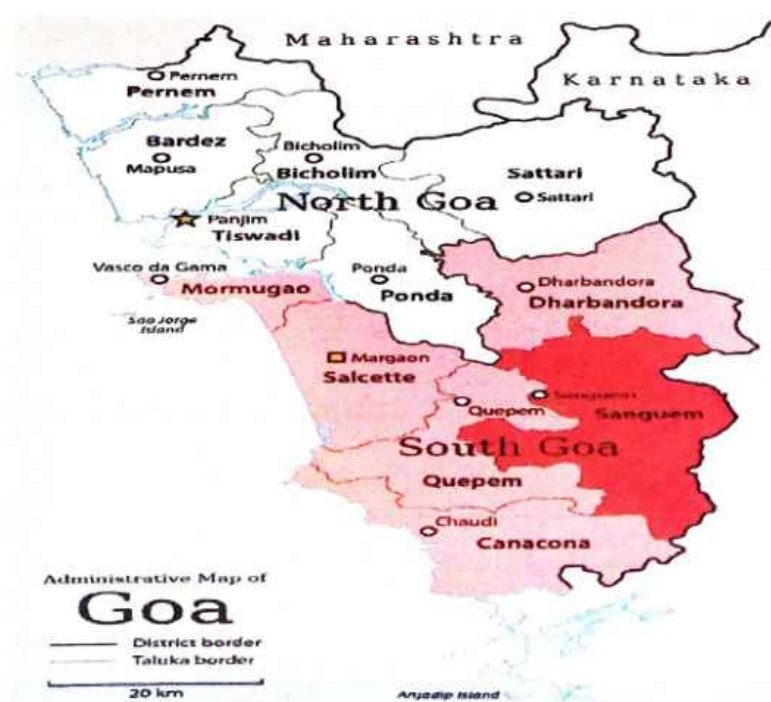 Maharashtra
Karnataka
Pernem
Pernem
Bardez
Mapusa
Bicholim
Bicholim
Sattari
Sattari
North Goa
Panjim
Tiswadi
Vasco da Gama
Mormugao
São Jorge
Island
Ponda
Ponda
Dharbandora
Dharbandora
Margaon
Salcette
Sanguem
Sanguem
Quepem
South Goa
Quepem
Chaudi
Canacona
Administrative Map of
Goa
District border
Taluka border
20 km
Anjadip Island